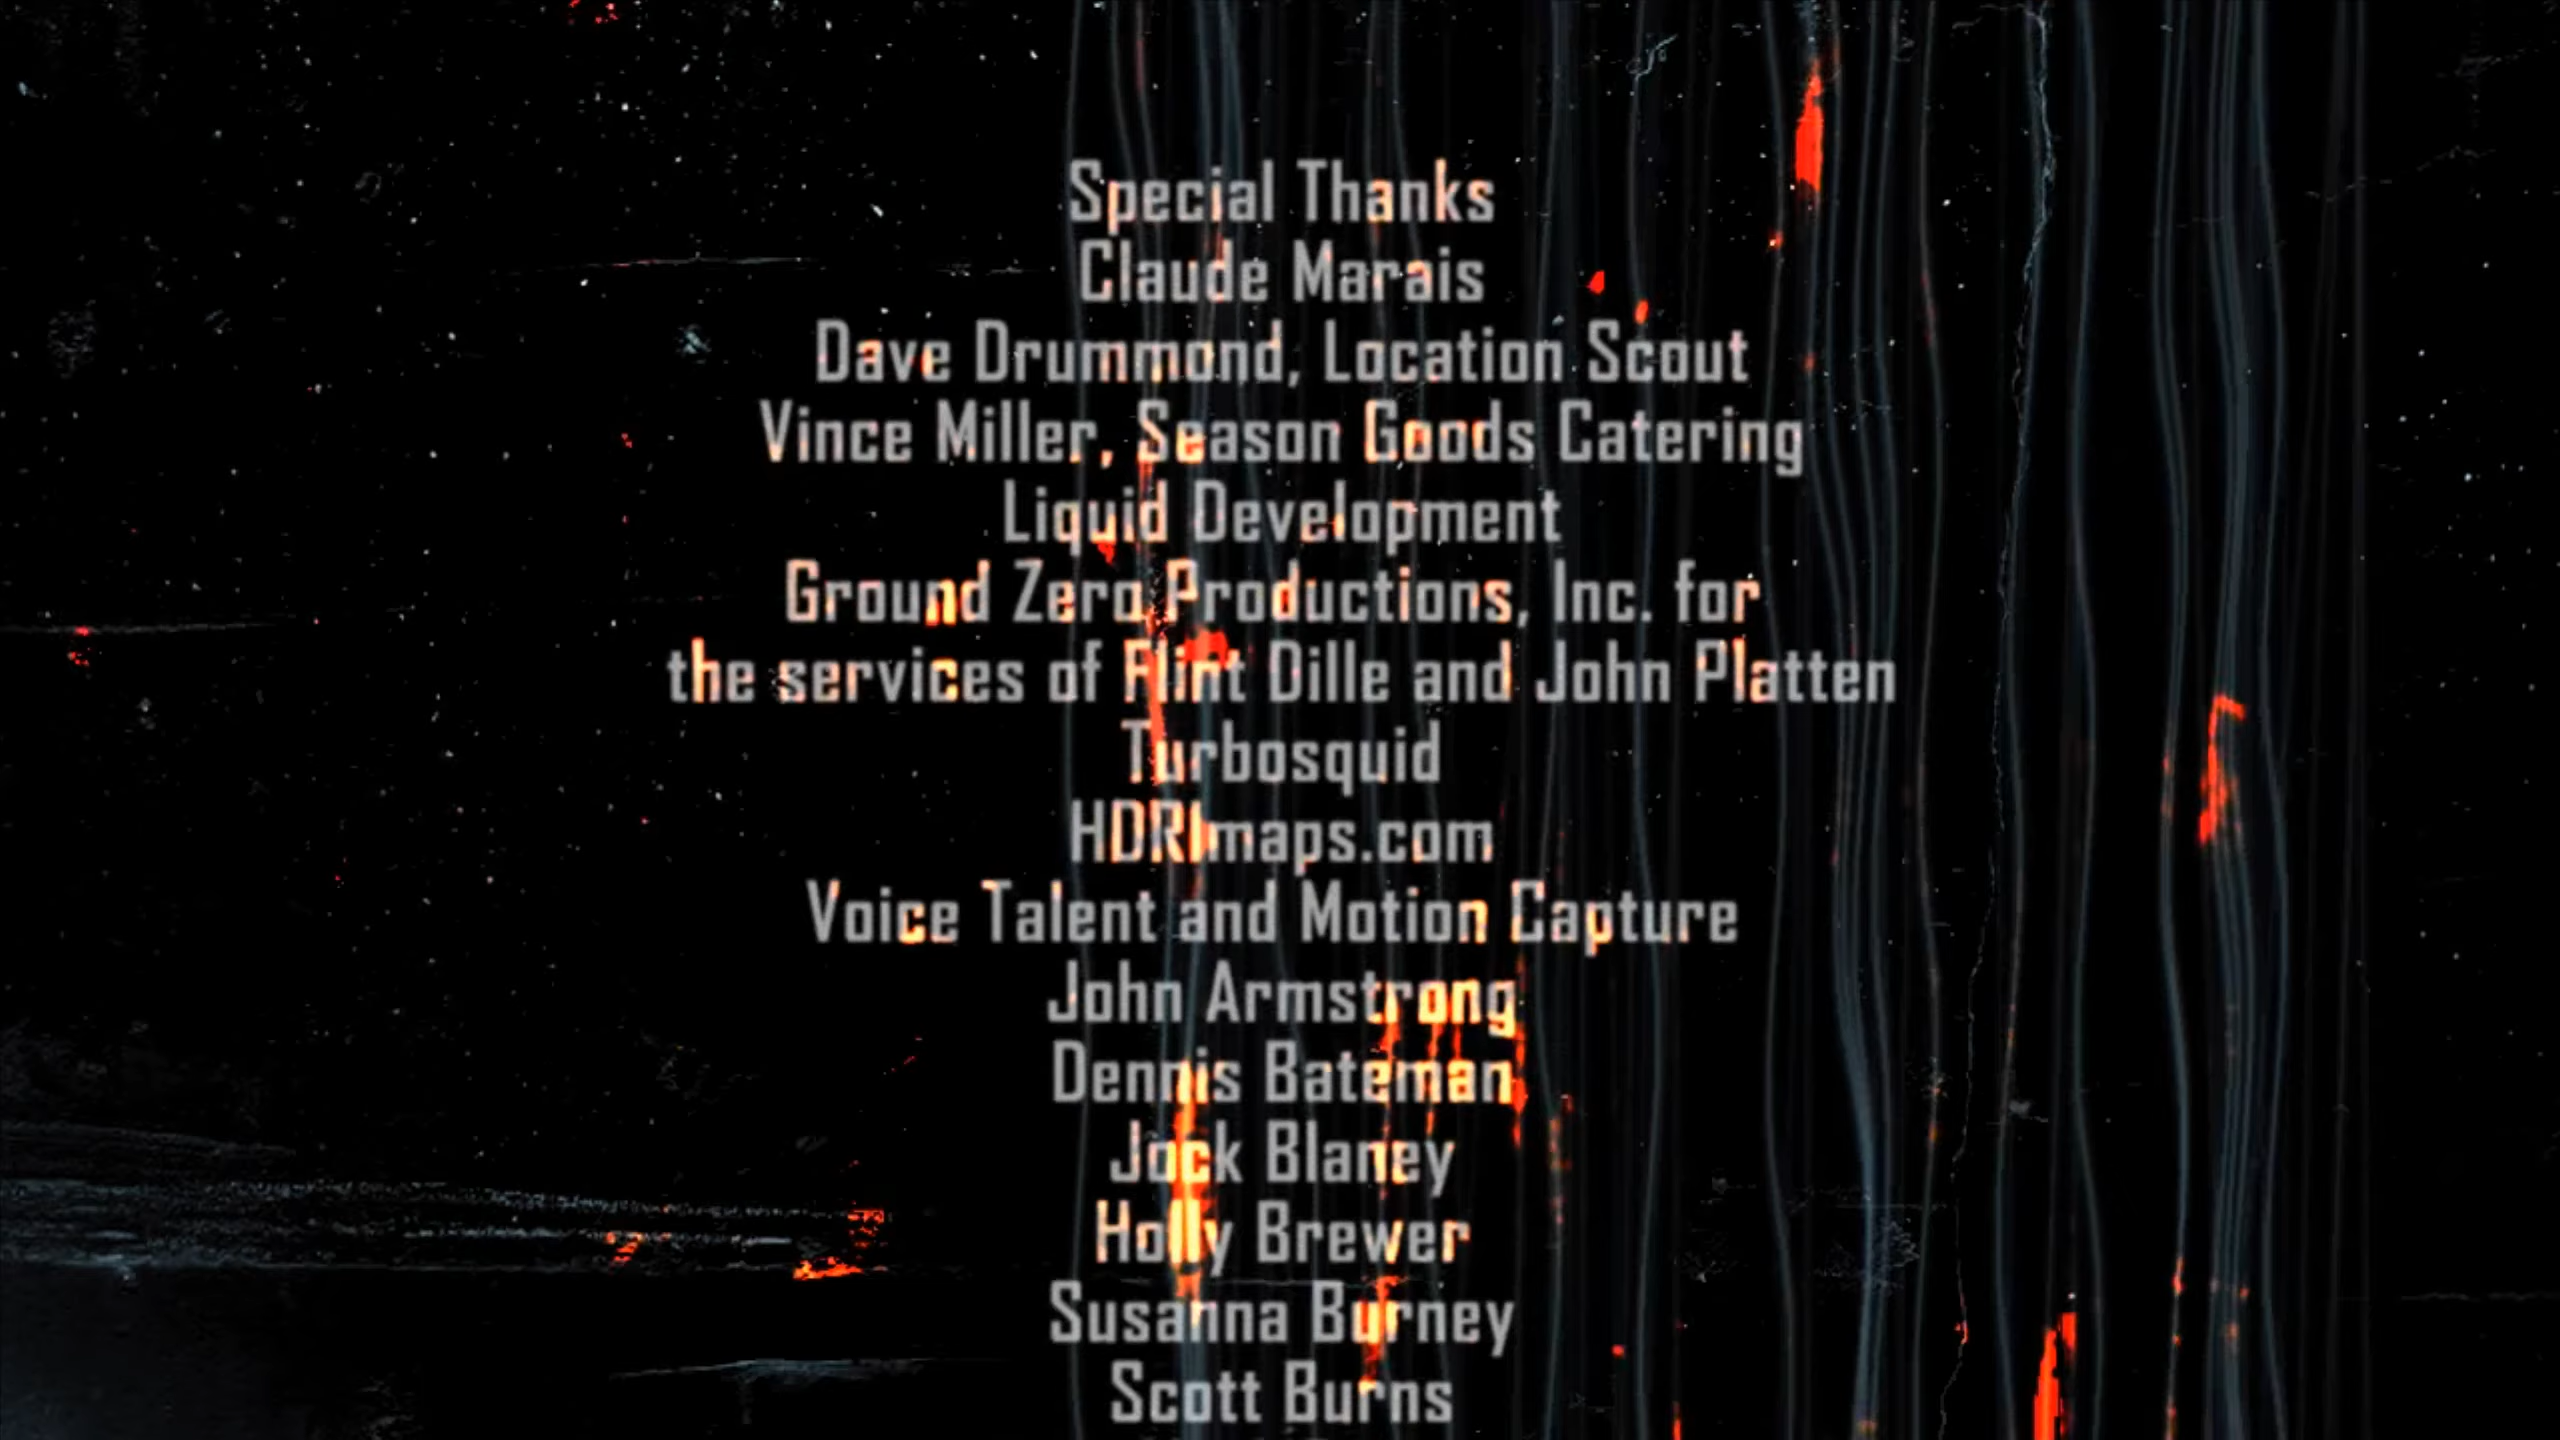 Special Thanks
Claude Marais
Dave Drummond, Location Scout
Vince Miller, Season Goods Catering
Liquid Development
Ground Zero Productions, Inc. for
the services of Flint Dille and John Platten
Turbosquid
HDRImaps.com
Voice Talent and Motion Capture
John Armstrong
Dennis Bateman
Jock Blaney
Holly Brewer
Susanna Burney
Scott Burns